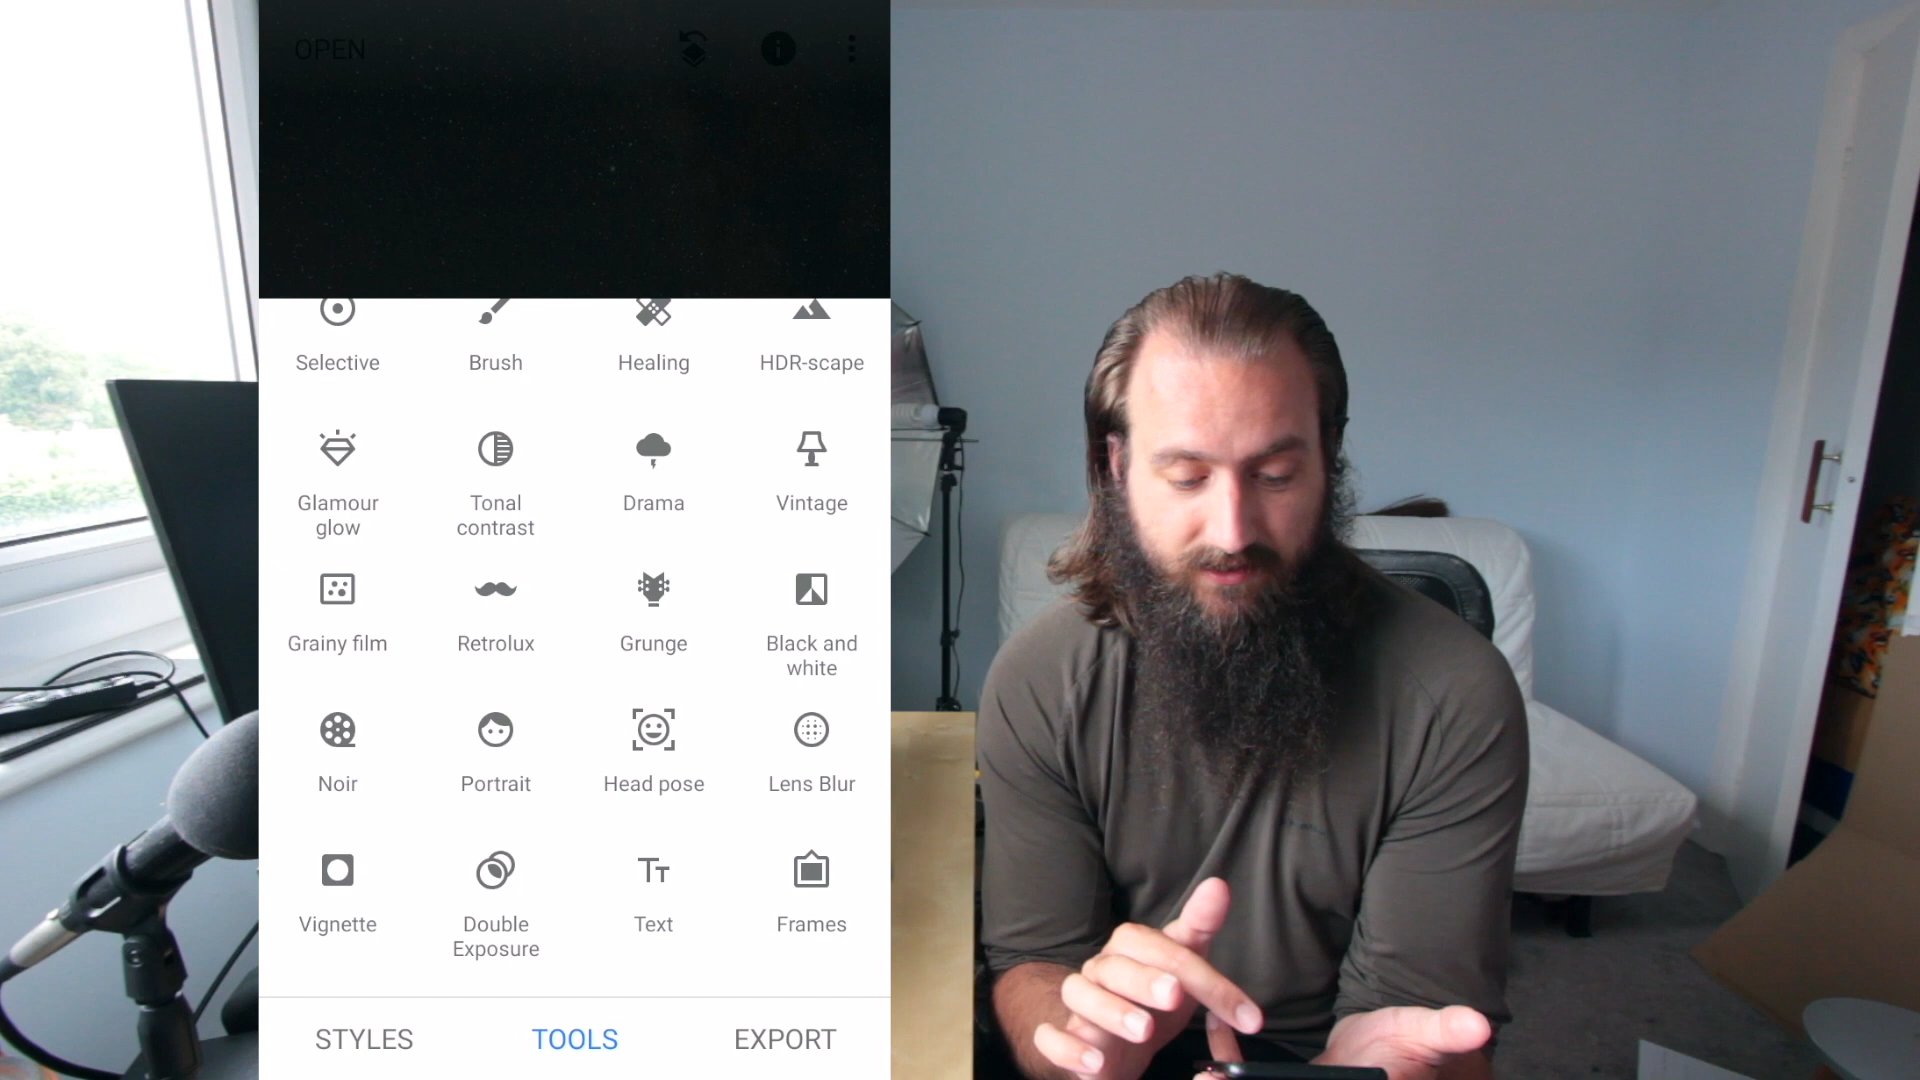 OPEN
Selective
Brush
Healing
HDR-scape
Glamour
glow
Tonal
contrast
Drama
Vintage
Grainy film
Retrolux
Grunge
Black and
white
Noir
Portrait
Head pose
Lens Blur
Vignette
Double
Exposure
Text
Frames
STYLES
TOOLS
EXPORT